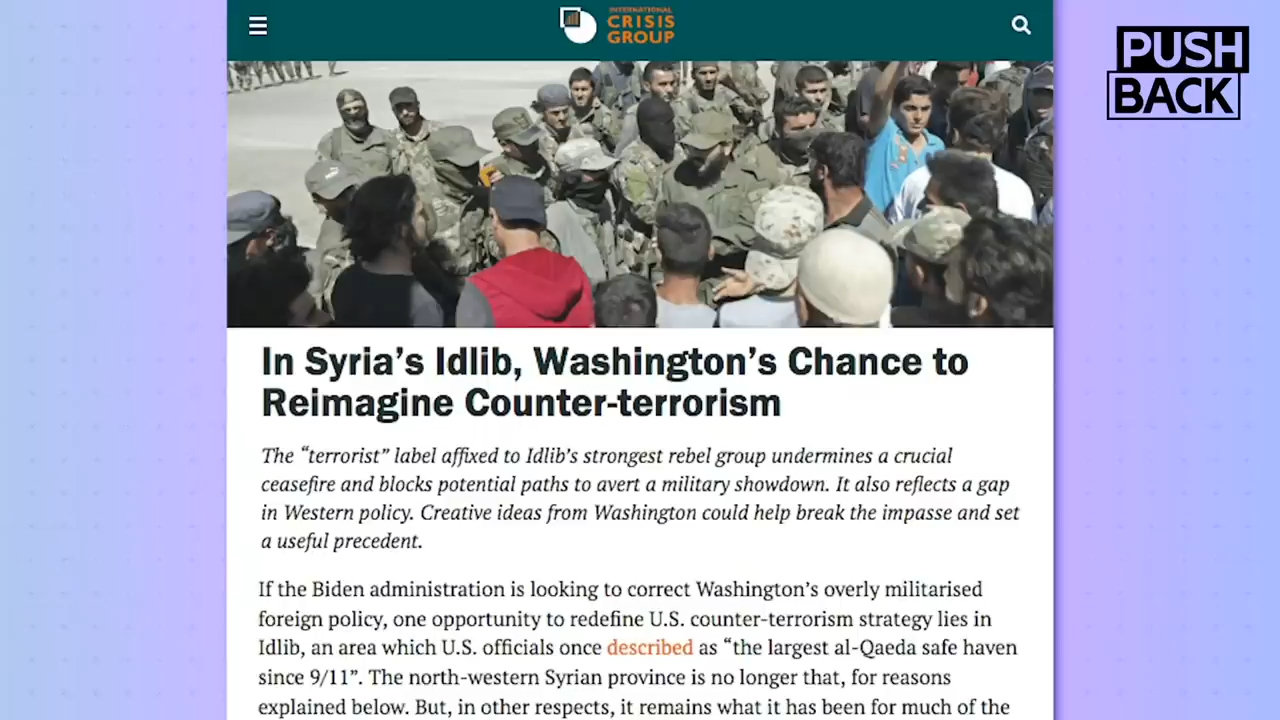 INTERNATIONAL
CRISIS
GROUP
PUSH
BACK
In Syria’s Idlib, Washington’s Chance to
Reimagine Counter-terrorism
The “terrorist” label affixed to Idlib’s strongest rebel group undermines a crucial
ceasefire and blocks potential paths to avert a military showdown. It also reflects a gap
in Western policy. Creative ideas from Washington could help break the impasse and set
a useful precedent.
If the Biden administration is looking to correct Washington’s overly militarised
foreign policy, one opportunity to redefine U.S. counter-terrorism strategy lies in
Idlib, an area which U.S. officials once described as “the largest al-Qaeda safe haven
since 9/11”. The north-western Syrian province is no longer that, for reasons
explained below. But, in other respects, it remains what it has been for much of the